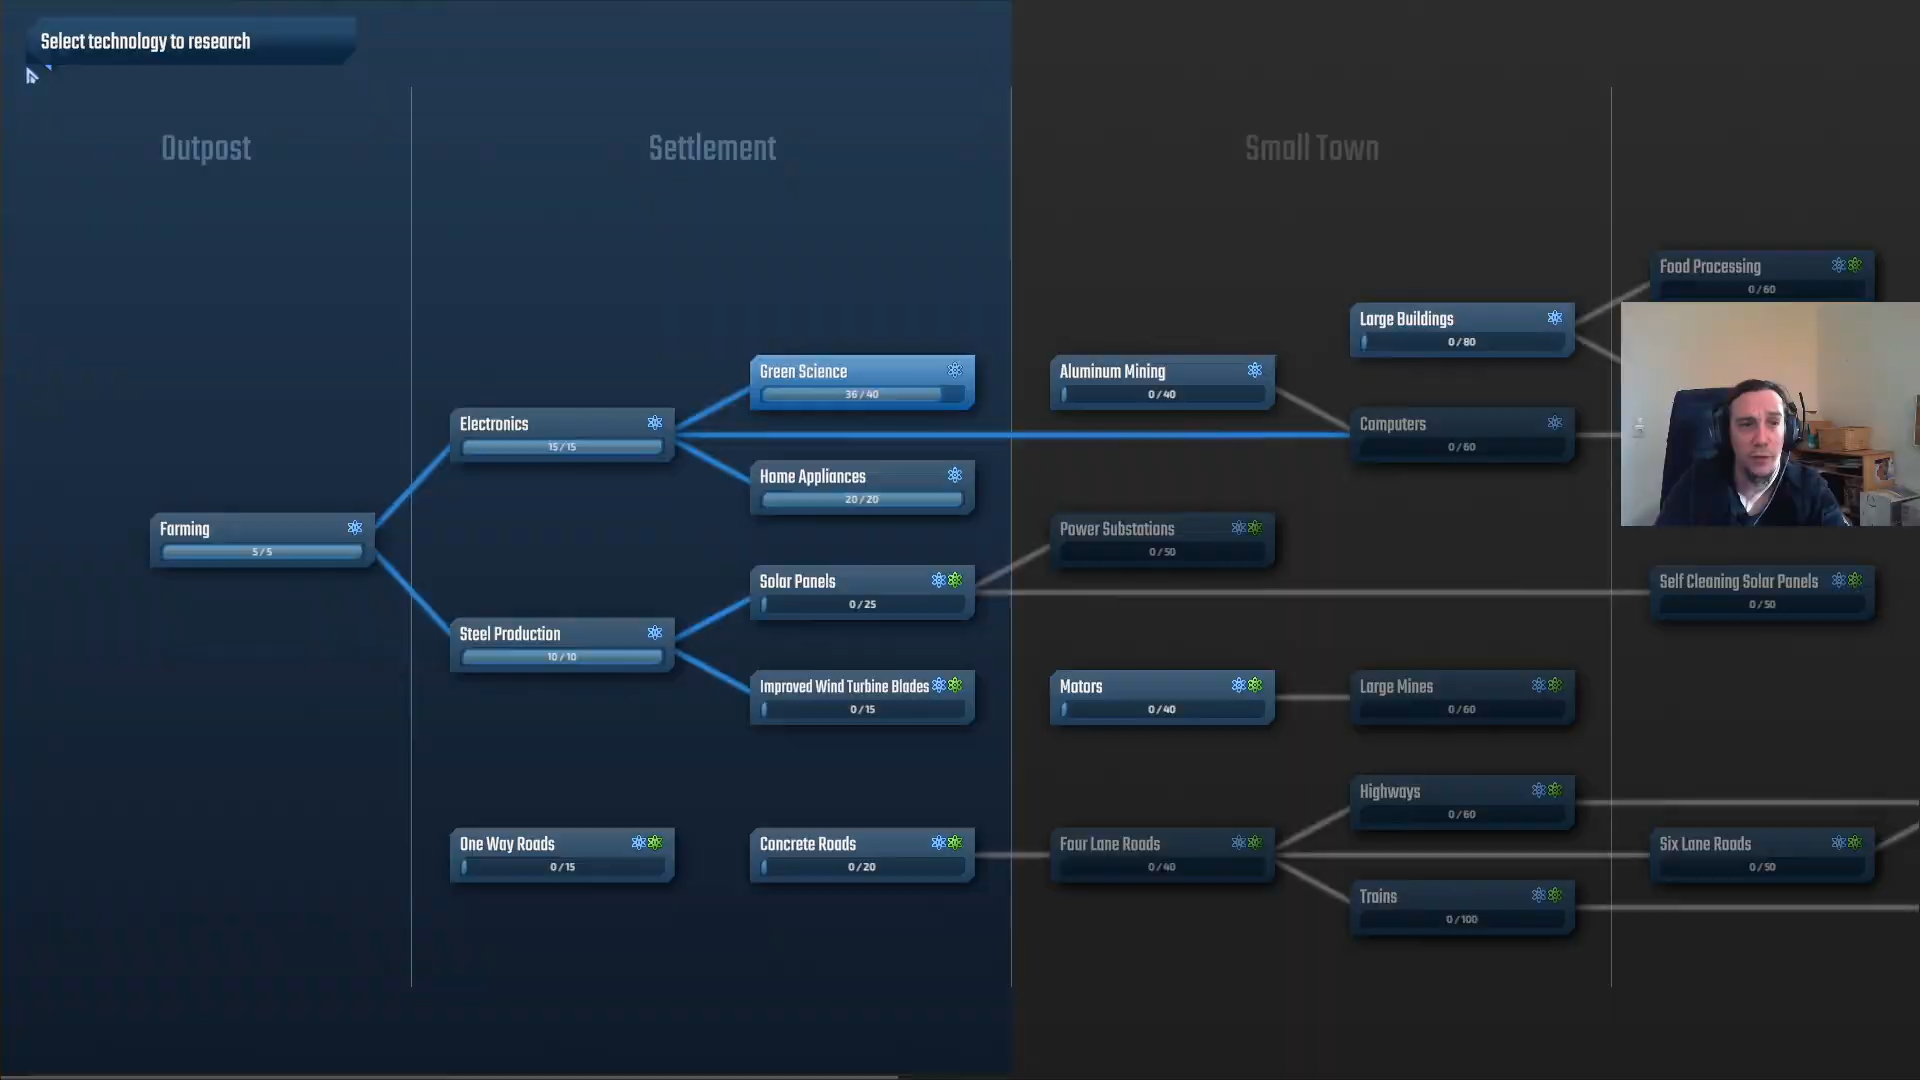 Select technology to research
Outpost
Settlement
Small Town
Food Processing
0/60
Large Buildings
0/80
Green Science
36/40
Aluminum Mining
0/40
Electronics
15/15
Computers
0/60
Home Appliances
20/20
Farming
5/5
Power Substations
0/50
Solar Panels
0/25
Self Cleaning Solar Panels
0/50
Steel Production
10/10
Improved Wind Turbine Blades
0/15
Motors
0/40
Large Mines
0/60
Highways
0/60
One Way Roads
0/15
Concrete Roads
0/20
Four Lane Roads
0/40
Six Lane Roads
0/50
Trains
0/100